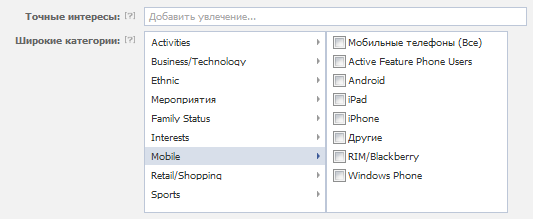 Точные интересы: [?] Добавить увлечение...
Широкие категории: [?]
Activities
Business/Technology
Ethnic
Мероприятия
Family Status
Interests
Mobile
Retail/Shopping
Sports
Мобильные телефоны (Все)
Active Feature Phone Users
Android
iPad
iPhone
Другие
RIM/Blackberry
Windows Phone